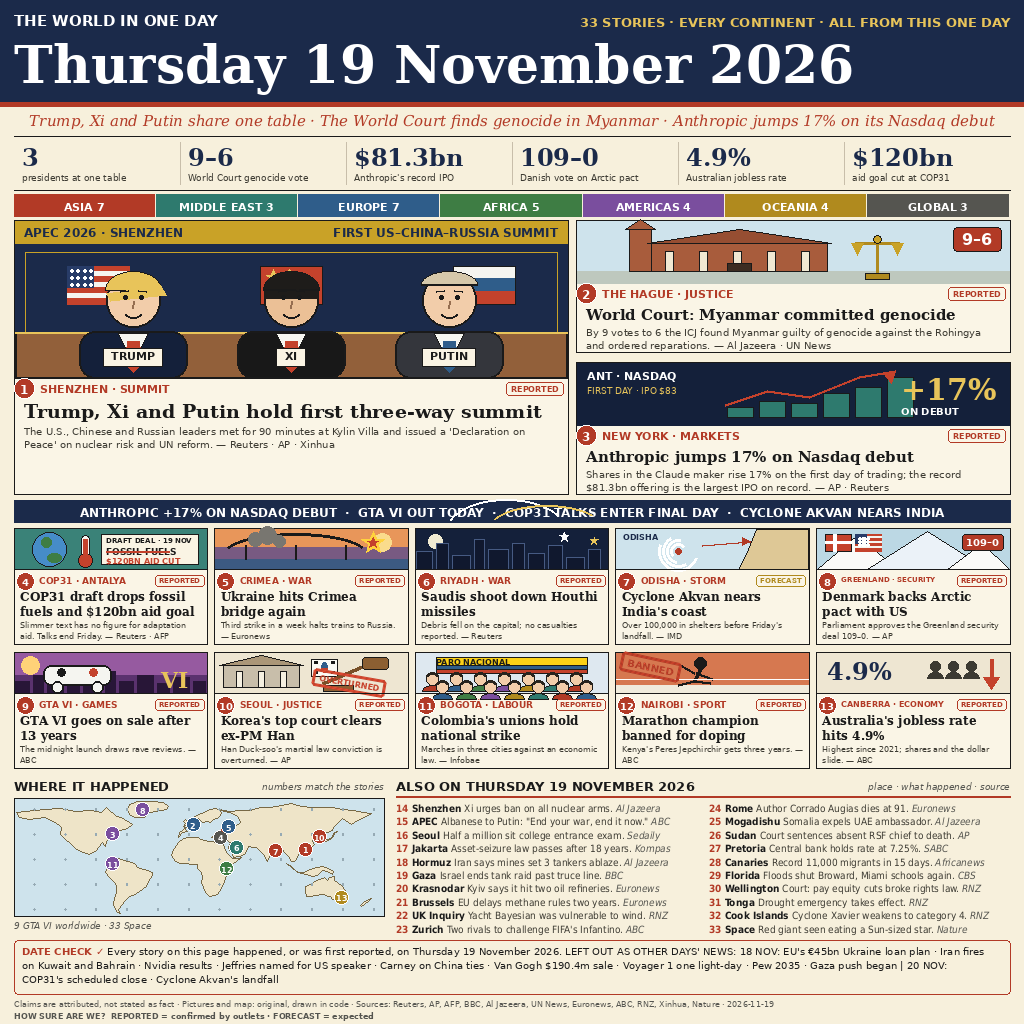 THE WORLD IN ONE DAY
33 STORIES · EVERY CONTINENT · ALL FROM THIS ONE DAY
Thursday 19 November 2026
Trump, Xi and Putin share one table · The World Court finds genocide in Myanmar · Anthropic jumps 17% on its Nasdaq debut
3
presidents at one table
9–6
World Court genocide vote
$81.3bn
Anthropic's record IPO
109–0
Danish vote on Arctic pact
4.9%
Australian jobless rate
$120bn
aid goal cut at COP31
ASIA 7
MIDDLE EAST 3
EUROPE 7
AFRICA 5
AMERICAS 4
OCEANIA 4
GLOBAL 3
APEC 2026 · SHENZHEN
FIRST US–CHINA–RUSSIA SUMMIT
TRUMP
XI
PUTIN
1 SHENZHEN · SUMMIT
REPORTED
Trump, Xi and Putin hold first three-way summit
The U.S., Chinese and Russian leaders met for 90 minutes at Kylin Villa and issued a 'Declaration on
Peace' on nuclear risk and UN reform. — Reuters · AP · Xinhua
9–6
2 THE HAGUE · JUSTICE
REPORTED
World Court: Myanmar committed genocide
By 9 votes to 6 the ICJ found Myanmar guilty of genocide against the Rohingya
and ordered reparations. — Al Jazeera · UN News
ANT · NASDAQ
FIRST DAY · IPO $83
+17%
ON DEBUT
3 NEW YORK · MARKETS
REPORTED
Anthropic jumps 17% on Nasdaq debut
Shares in the Claude maker rise 17% on the first day of trading; the record
$81.3bn offering is the largest IPO on record. — AP · Reuters
ANTHROPIC +17% ON NASDAQ DEBUT · GTA VI OUT TODAY · COP31 TALKS ENTER FINAL DAY · CYCLONE AKVAN NEARS INDIA
DRAFT DEAL · 19 NOV
FOSSIL FUELS
$120BN AID CUT
4 COP31 · ANTALYA
REPORTED
COP31 draft drops fossil
fuels and $120bn aid goal
Slimmer text has no figure for adaptation
aid. Talks end Friday. — Reuters · AFP
5 CRIMEA · WAR
REPORTED
Ukraine hits Crimea
bridge again
Third strike in a week halts trains to Russia.
— Euronews
6 RIYADH · WAR
REPORTED
Saudis shoot down Houthi
missiles
Debris fell on the capital; no casualties
reported. — Reuters
ODISHA
7 ODISHA · STORM
FORECAST
Cyclone Akvan nears
India's coast
Over 100,000 in shelters before Friday's
landfall. — IMD
109–0
8 GREENLAND · SECURITY
REPORTED
Denmark backs Arctic
pact with US
Parliament approves the Greenland security
deal 109–0. — AP
VI
9 GTA VI · GAMES
REPORTED
GTA VI goes on sale after
13 years
The midnight launch draws rave reviews. —
ABC
OVERTURNED
10 SEOUL · JUSTICE
REPORTED
Korea's top court clears
ex-PM Han
Han Duck-soo's martial law conviction is
overturned. — AP
PARO NACIONAL
11 BOGOTA · LABOUR
REPORTED
Colombia's unions hold
national strike
Marches in three cities against an economic
law. — Infobae
BANNED
12 NAIROBI · SPORT
REPORTED
Marathon champion
banned for doping
Kenya's Peres Jepchirchir gets three years. —
ABC
4.9%
13 CANBERRA · ECONOMY
REPORTED
Australia's jobless rate
hits 4.9%
Highest since 2021; shares and the dollar
slide. — ABC
WHERE IT HAPPENED
numbers match the stories
8
2
5
3
4
6
10
7
1
11
12
13
9 GTA VI worldwide · 33 Space
ALSO ON THURSDAY 19 NOVEMBER 2026
place · what happened · source
14 Shenzhen Xi urges ban on all nuclear arms. Al Jazeera
15 APEC Albanese to Putin: "End your war, end it now." ABC
16 Seoul Half a million sit college entrance exam. Sedaily
17 Jakarta Asset-seizure law passes after 18 years. Kompas
18 Hormuz Iran says mines set 3 tankers ablaze. Al Jazeera
19 Gaza Israel ends tank raid past truce line. BBC
20 Krasnodar Kyiv says it hit two oil refineries. Euronews
21 Brussels EU delays methane rules two years. Euronews
22 UK Inquiry Yacht Bayesian was vulnerable to wind. RNZ
23 Zurich Two rivals to challenge FIFA's Infantino. ABC
24 Rome Author Corrado Augias dies at 91. Euronews
25 Mogadishu Somalia expels UAE ambassador. Al Jazeera
26 Sudan Court sentences absent RSF chief to death. AP
27 Pretoria Central bank holds rate at 7.25%. SABC
28 Canaries Record 11,000 migrants in 15 days. Africanews
29 Florida Floods shut Broward, Miami schools again. CBS
30 Wellington Court: pay equity cuts broke rights law. RNZ
31 Tonga Drought emergency takes effect. RNZ
32 Cook Islands Cyclone Xavier weakens to category 4. RNZ
33 Space Red giant seen eating a Sun-sized star. Nature
DATE CHECK ✓ Every story on this page happened, or was first reported, on Thursday 19 November 2026. LEFT OUT AS OTHER DAYS' NEWS: 18 NOV: EU's €45bn Ukraine loan plan · Iran fires
on Kuwait and Bahrain · Nvidia results · Jeffries named for US speaker · Carney on China ties · Van Gogh $190.4m sale · Voyager 1 one light-day · Pew 2035 · Gaza push began | 20 NOV:
COP31's scheduled close · Cyclone Akvan's landfall
Claims are attributed, not stated as fact · Pictures and map: original, drawn in code · Sources: Reuters, AP, AFP, BBC, Al Jazeera, UN News, Euronews, ABC, RNZ, Xinhua, Nature · 2026-11-19
HOW SURE ARE WE? REPORTED = confirmed by outlets · FORECAST = expected